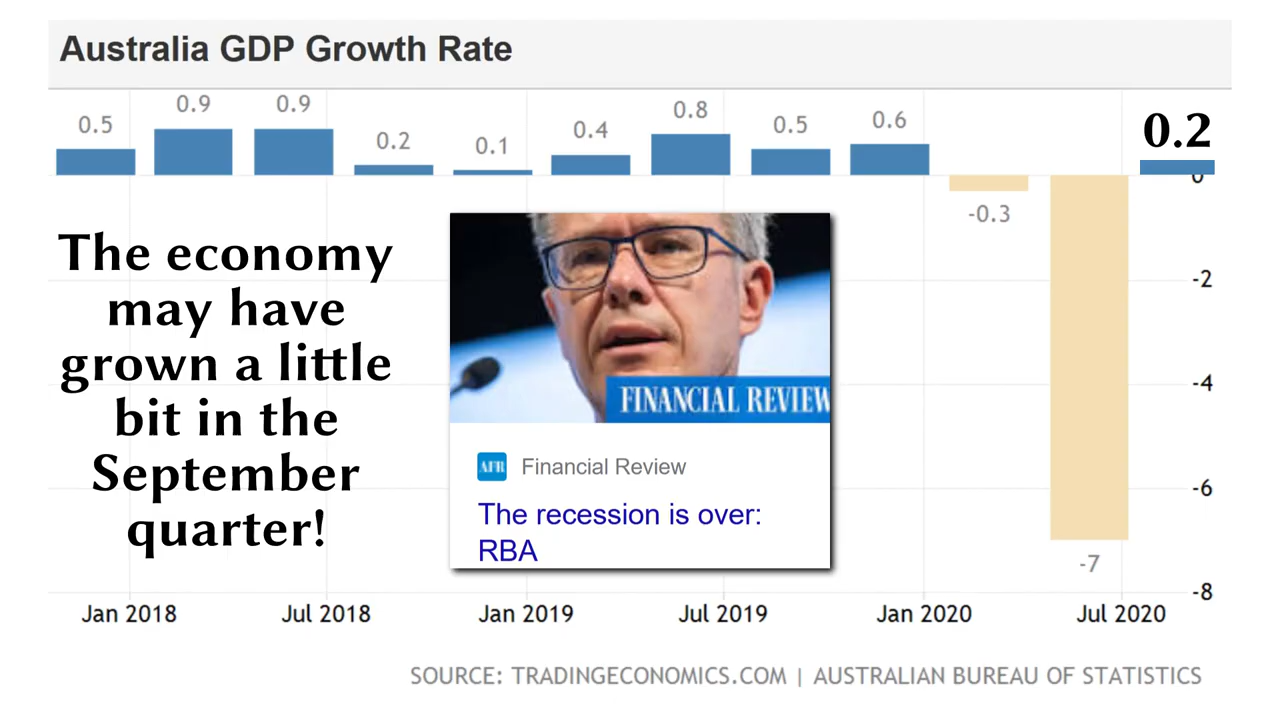 Australia GDP Growth Rate
0.5
0.9
0.9
0.2
0.1
0.4
0.8
0.5
0.6
-0.3
-7
0.2
0
-2
-4
-6
-8
The economy
may have
grown a little
bit in the
September
quarter!
FINANCIAL REVIEW
AFR Financial Review
The recession is over:
RBA
Jan 2018 Jul 2018 Jan 2019 Jul 2019 Jan 2020 Jul 2020
SOURCE: TRADINGECONOMICS.COM | AUSTRALIAN BUREAU OF STATISTICS